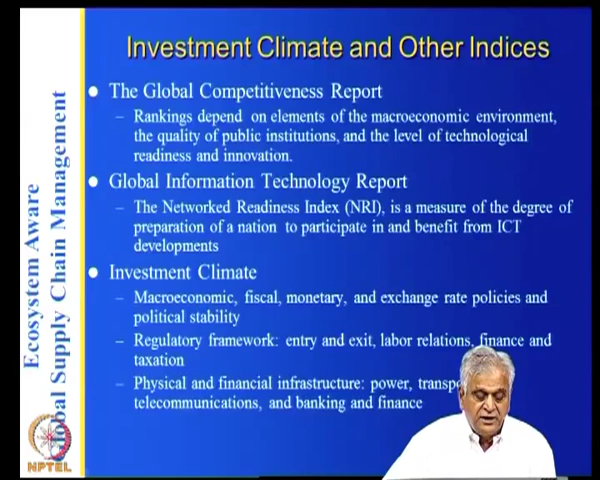 Investment Climate and Other Indices
The Global Competitiveness Report
– Rankings depend on elements of the macroeconomic environment,
the quality of public institutions, and the level of technological
readiness and innovation.
Global Information Technology Report
– The Networked Readiness Index (NRI), is a measure of the degree of
preparation of a nation to participate in and benefit from ICT
developments
Investment Climate
– Macroeconomic, fiscal, monetary, and exchange rate policies and
political stability
– Regulatory framework: entry and exit, labor relations, finance and
taxation
– Physical and financial infrastructure: power,
telecommunications, and banking and finance
Ecosystem Aware
Global Supply Chain Management
NPTEL